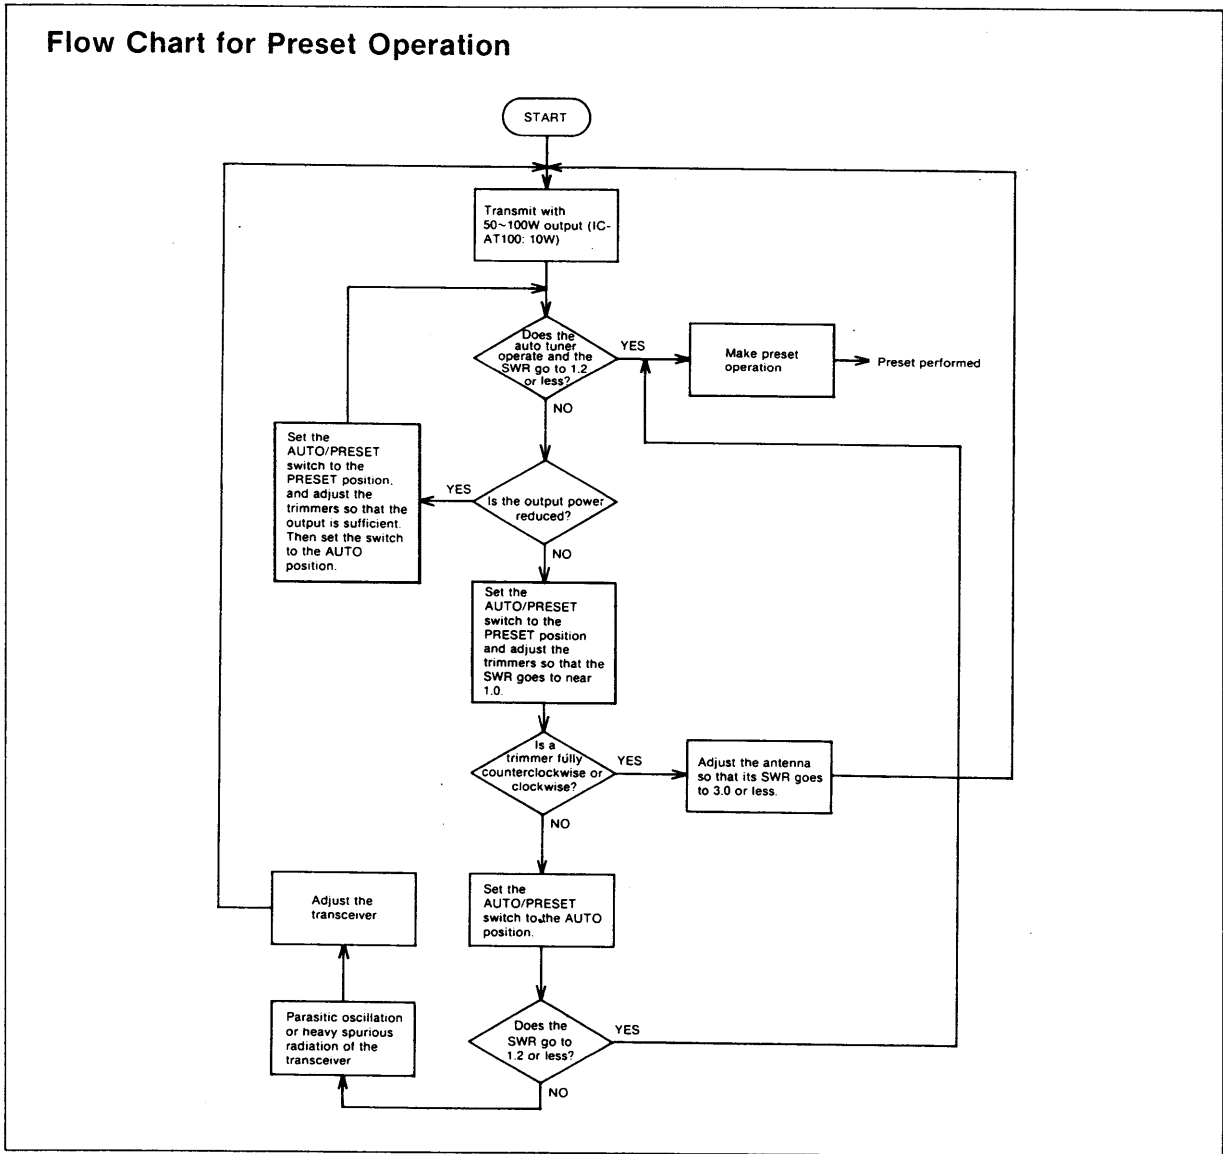 Flow Chart for Preset Operation
START
Transmit with
50~100W output (IC-
AT100: 10W)
Does the
auto tuner
operate and the
SWR go to 1.2
or less?
YES
Make preset
operation
Preset performed
NO
Set the
AUTO/PRESET
switch to the
PRESET position,
and adjust the
trimmers so that the
output is sufficient.
Then set the switch
to the AUTO
position.
YES
Is the output power
reduced?
NO
Set the
AUTO/PRESET
switch to the
PRESET position
and adjust the
trimmers so that the
SWR goes to near
1.0.
Is a
trimmer fully
counterclockwise or
clockwise?
YES
Adjust the antenna
so that its SWR goes
to 3.0 or less.
NO
Set the
AUTO/PRESET
switch to the AUTO
position.
Adjust the
transceiver
Parasitic oscillation
or heavy spurious
radiation of the
transceiver
Does the
SWR go to
1.2 or less?
YES
NO